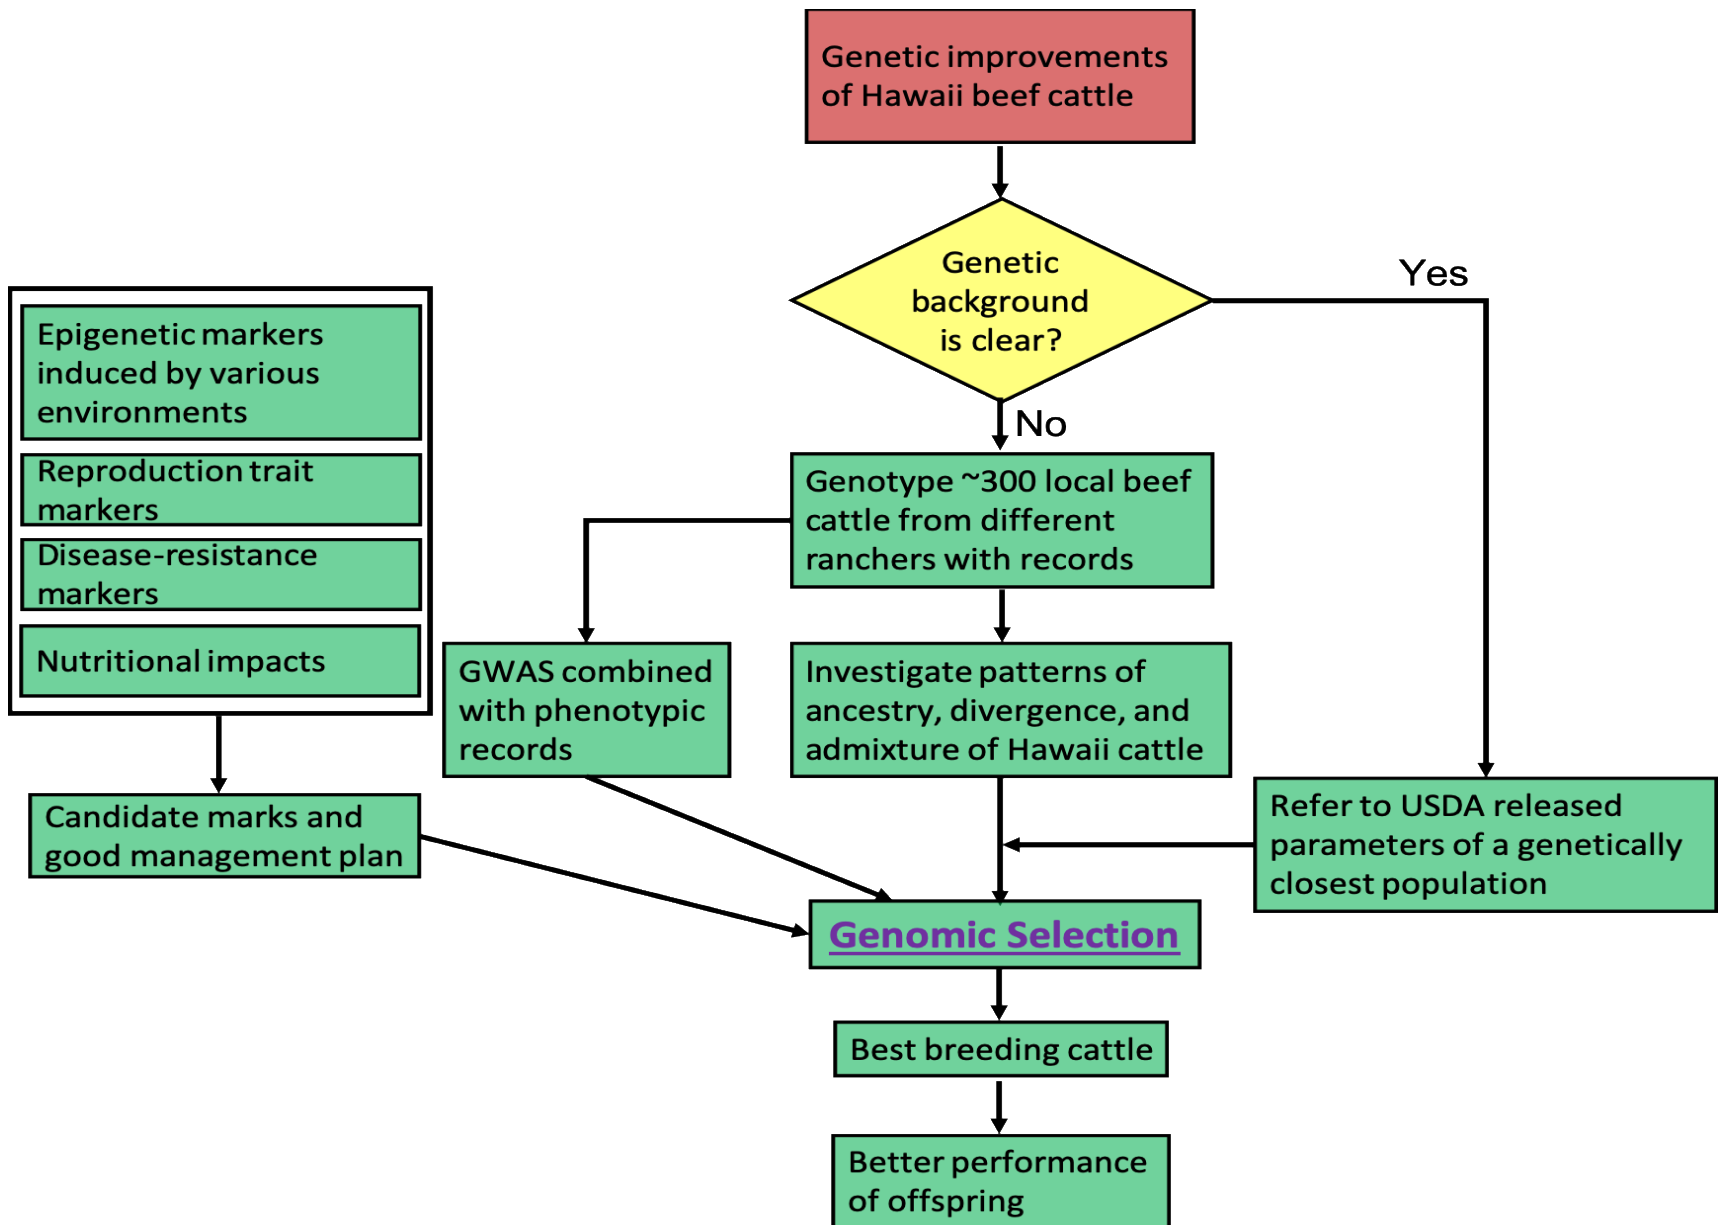 Genetic improvements
of Hawaii beef cattle
Genetic
background
is clear?
Yes
No
Epigenetic markers
induced by various
environments
Reproduction trait
markers
Disease-resistance
markers
Nutritional impacts
Genotype ~300 local beef
cattle from different
ranchers with records
GWAS combined
with phenotypic
records
Investigate patterns of
ancestry, divergence, and
admixture of Hawaii cattle
Candidate marks and
good management plan
Refer to USDA released
parameters of a genetically
closest population
Genomic Selection
Best breeding cattle
Better performance
of offspring